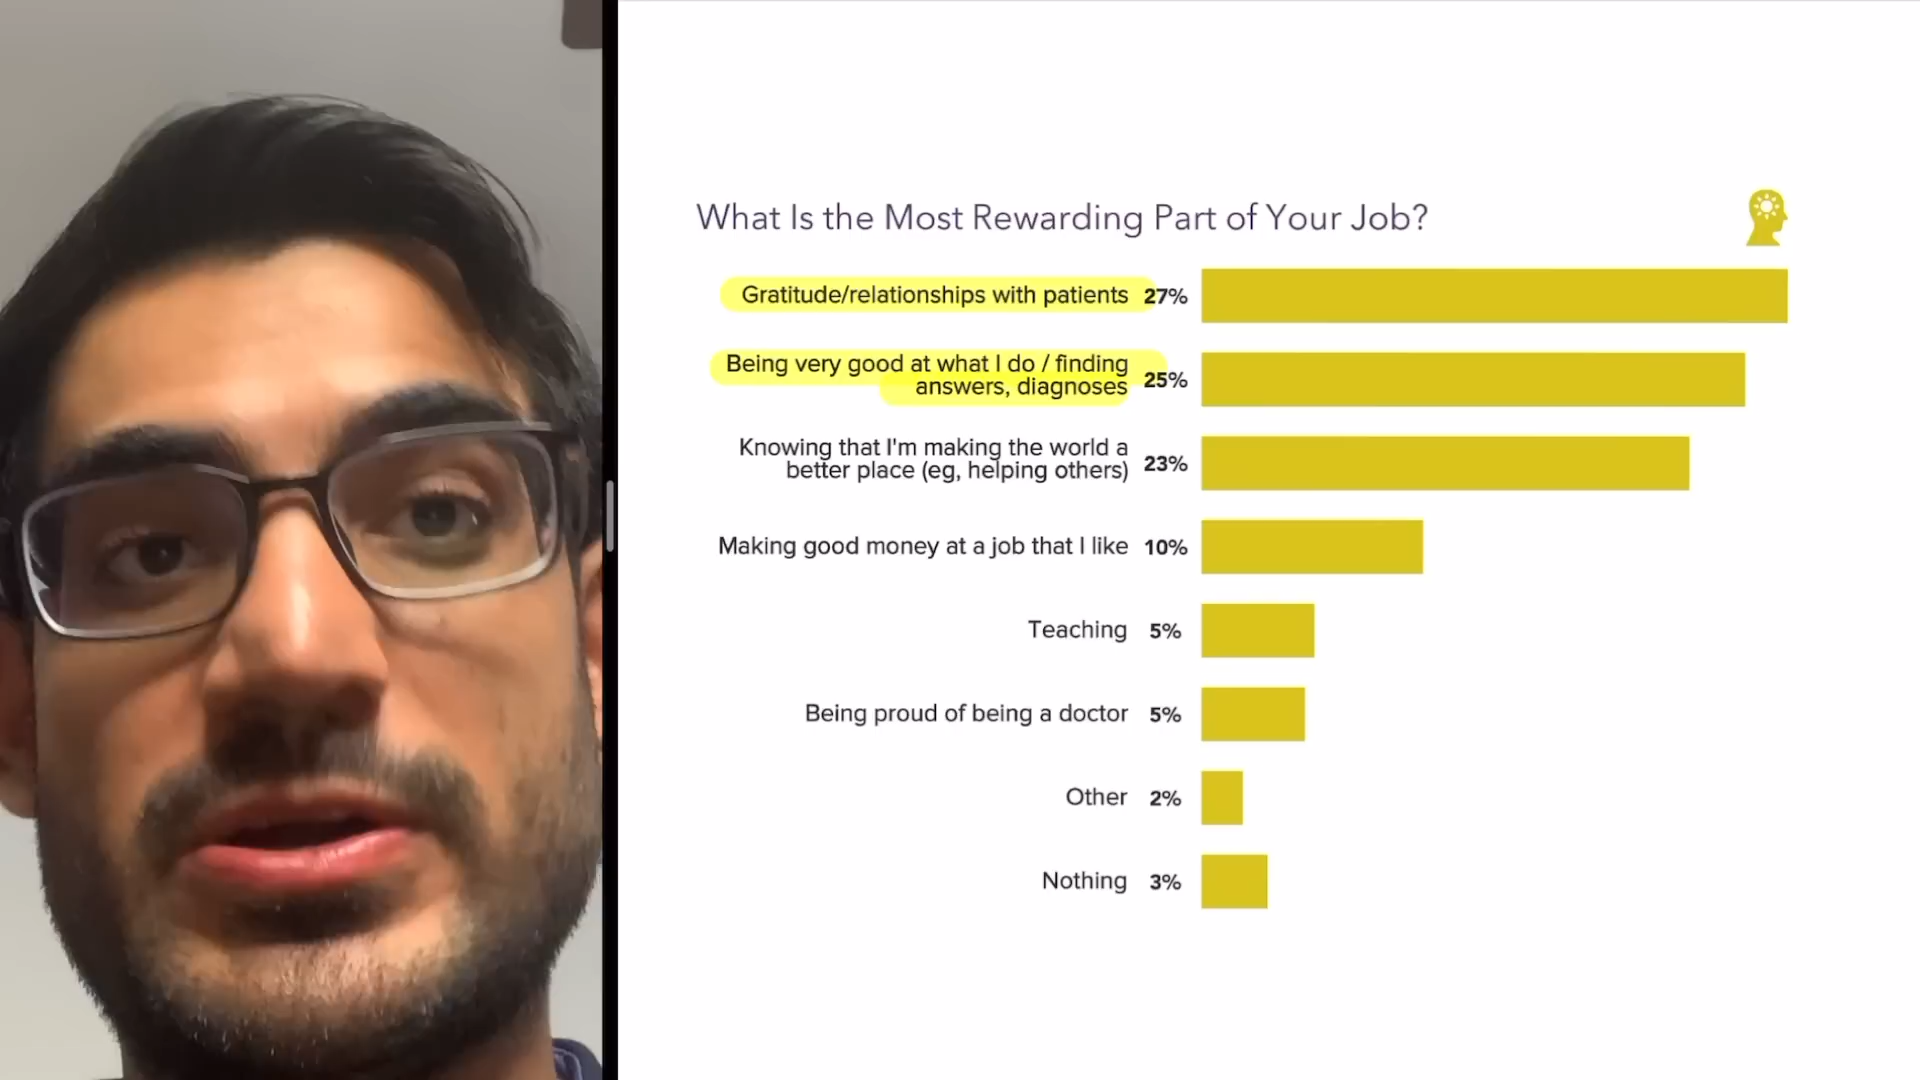 What Is the Most Rewarding Part of Your Job?
Gratitude/relationships with patients 27%
Being very good at what I do / finding
answers, diagnoses 25%
Knowing that I'm making the world a
better place (eg, helping others) 23%
Making good money at a job that I like 10%
Teaching 5%
Being proud of being a doctor 5%
Other 2%
Nothing 3%